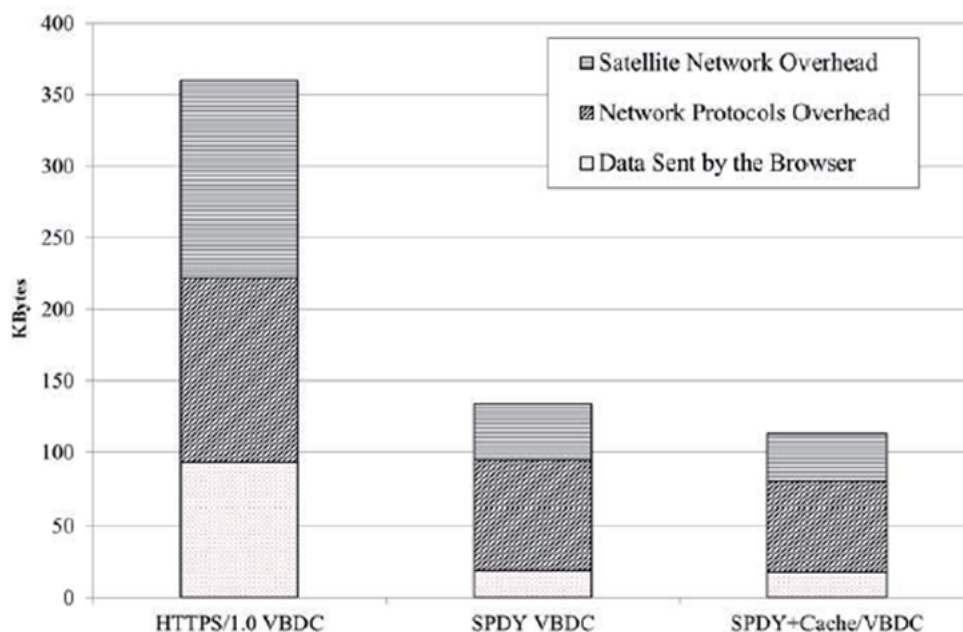 400
350
300
250
200
150
100
50
0
KBytes
Satellite Network Overhead
Network Protocols Overhead
Data Sent by the Browser
HTTPS/1.0 VBDC
SPDY VBDC
SPDY+Cache/VBDC